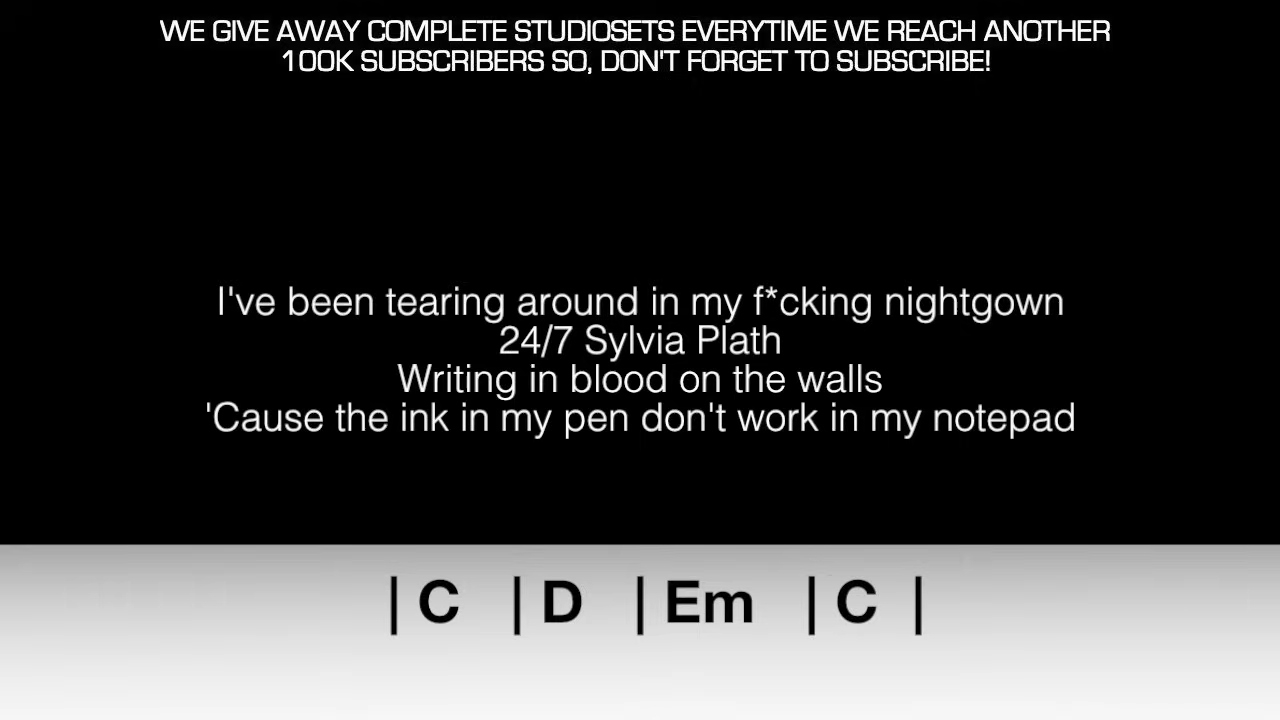 WE GIVE AWAY COMPLETE STUDIOSETS EVERYTIME WE REACH ANOTHER
100K SUBSCRIBERS SO, DON'T FORGET TO SUBSCRIBE!
I've been tearing around in my f*cking nightgown
24/7 Sylvia Plath
Writing in blood on the walls
'Cause the ink in my pen don't work in my notepad
| C | D | Em | C |